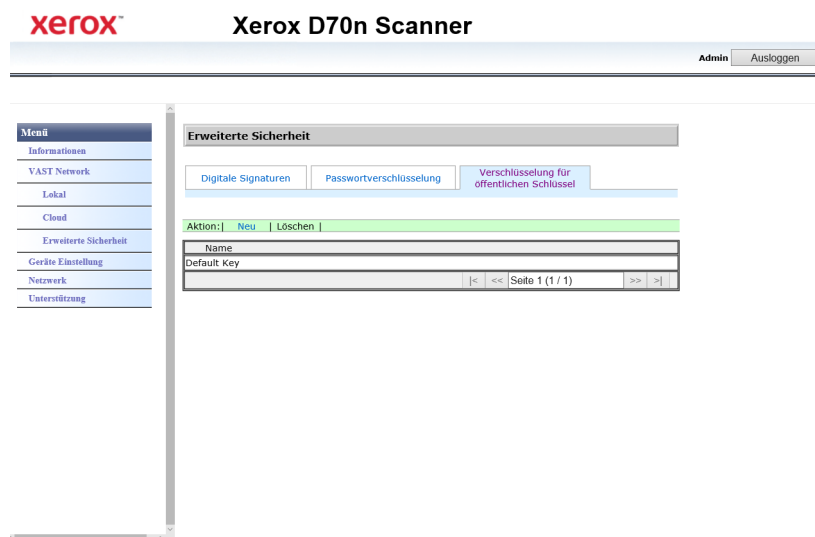 xerox™
Xerox D70n Scanner
Admin Ausloggen
Menü
Informationen
VAST Network
Lokal
Cloud
Erweiterte Sicherheit
Geräte Einstellung
Netzwerk
Unterstützung
Erweiterte Sicherheit
Digitale Signaturen
Passwortverschlüsselung
Verschlüsselung für
öffentlichen Schlüssel
Aktion:| Neu | Löschen |
Name
Default Key
|< << Seite 1 (1 / 1) >> >|